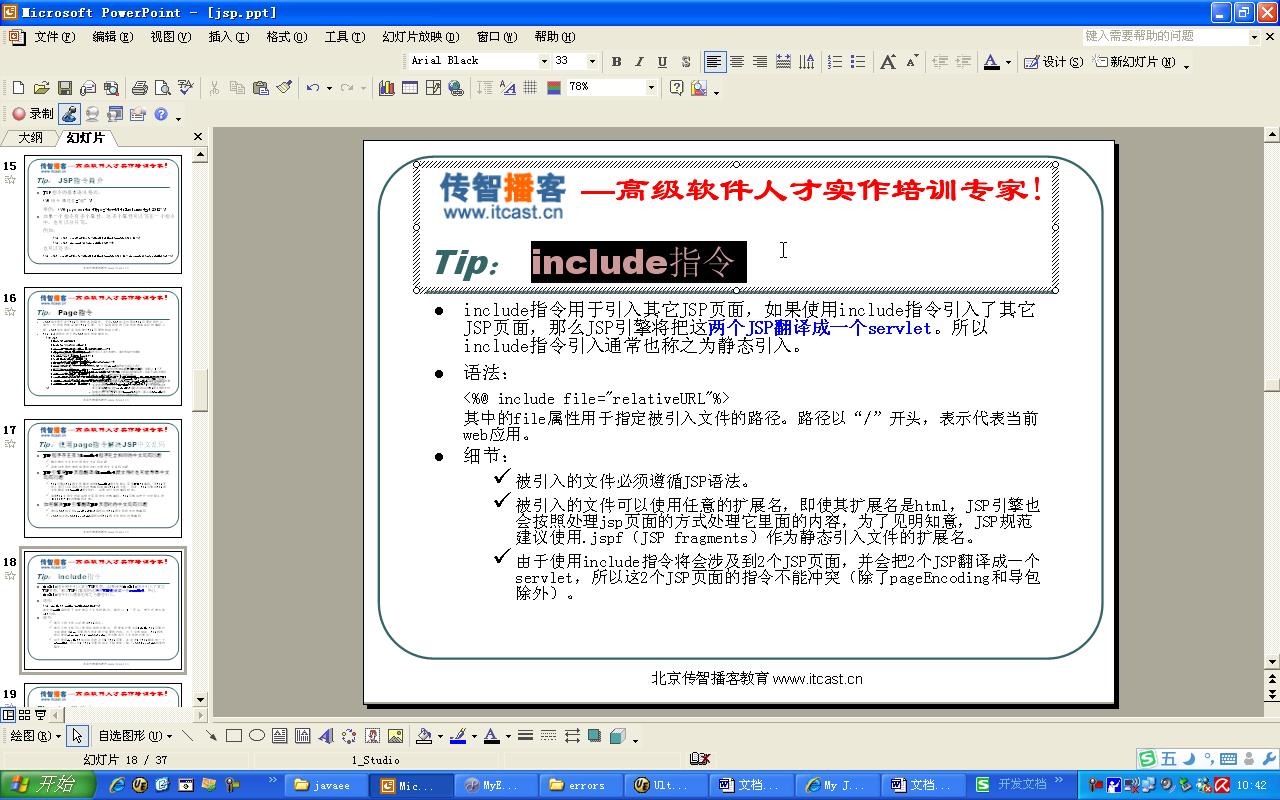 Microsoft PowerPoint - [jsp.ppt]
文件(F) 编辑(E) 视图(V) 插入(I) 格式(O) 工具(T) 幻灯片放映(D) 窗口(W) 帮助(H) 键入需要帮助的问题
Arial Black 33 B I U S 设计(S) 新幻灯片(N)
78%
录制
大纲 幻灯片
15
Tip: JSP指令简介
16
Tip: Page指令
17
18
Tip: include指令
19
传智播客 —高级软件人才实作培训专家!
www.itcast.cn
Tip: include指令
include指令用于引入其它JSP页面，如果使用include指令引入了其它
JSP页面，那么JSP引擎将把这两个JSP翻译成一个servlet。所以
include指令引入通常也称之为静态引入。
语法：
<%@ include file="relativeURL"%>
其中的file属性用于指定被引入文件的路径。路径以“/”开头，表示代表当前
web应用。
细节：
被引入的文件必须遵循JSP语法。
被引入的文件可以使用任意的扩展名，即使其扩展名是html，JSP引擎也
会按照处理jsp页面的方式处理它里面的内容，为了见明知意，JSP规范
建议使用.jspf（JSP fragments）作为静态引入文件的扩展名。
由于使用include指令将会涉及到2个JSP页面，并会把2个JSP翻译成一个
servlet，所以这2个JSP页面的指令不能冲突（除了pageEncoding和导包
除外）。
北京传智播客教育 www.itcast.cn
绘图(R) 自选图形(U)
幻灯片 18 / 37 1_Studio
五
开始 javaee Mic... MyE... errors Ult... 文档... My J... 文档... 开发文档 10:42